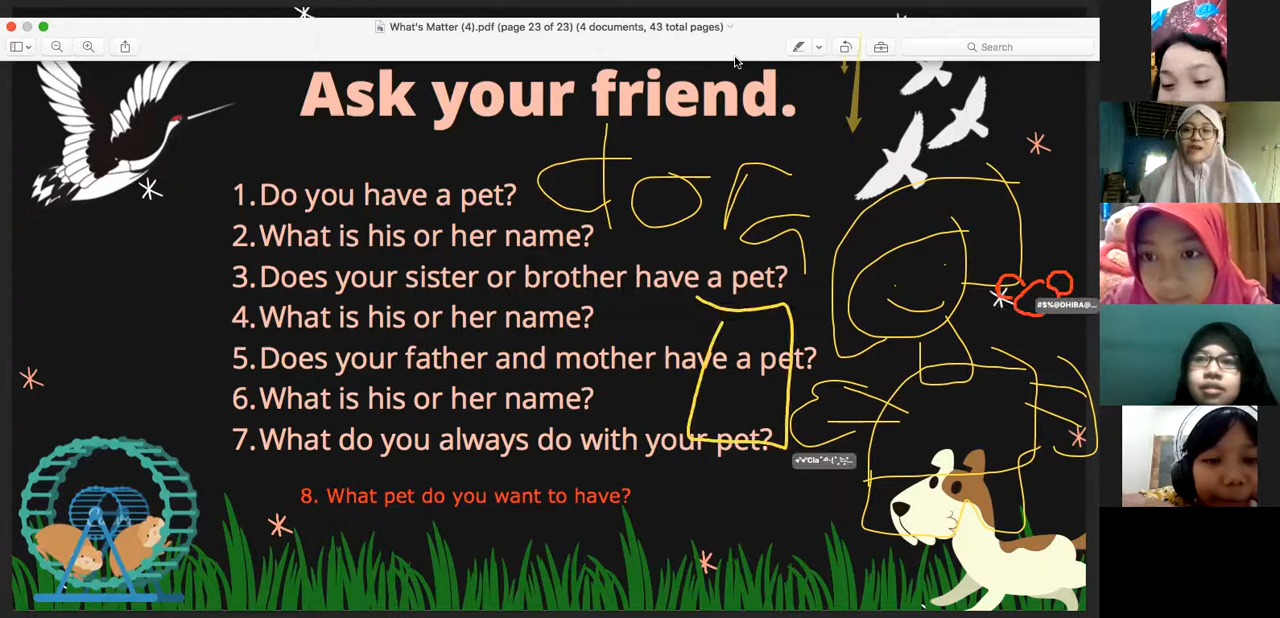 What's Matter (4).pdf (page 23 of 23) (4 documents, 43 total pages)
Search
Ask your friend.
1. Do you have a pet?
2. What is his or her name?
3. Does your sister or brother have a pet?
4. What is his or her name?
5. Does your father and mother have a pet?
6. What is his or her name?
7. What do you always do with your pet?
8. What pet do you want to have?
#$%@DHIBA@...